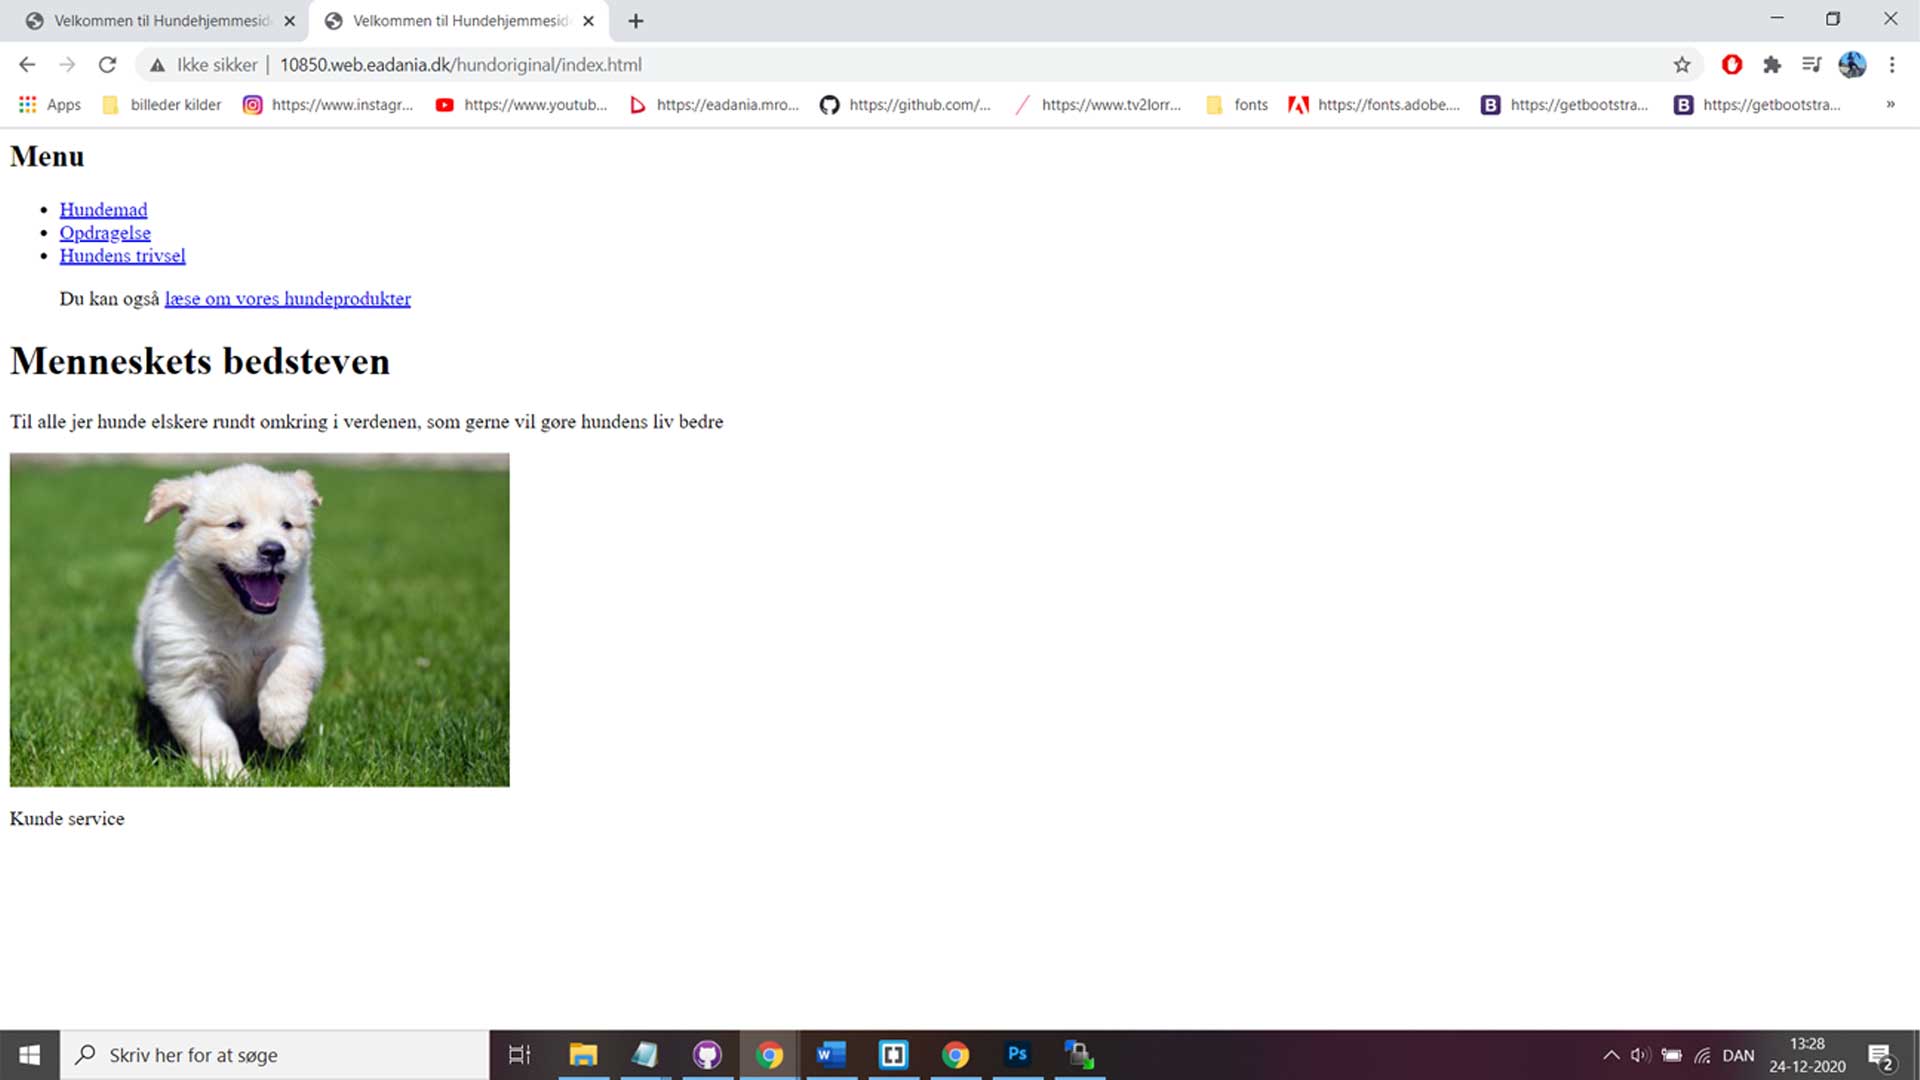 Velkommen til Hundehjemmesid
Velkommen til Hundehjemmesid
Ikke sikker | 10850.web.eadania.dk/hundoriginal/index.html
Apps billeder kilder https://www.instagr... https://www.youtub... https://eadania.mro... https://github.com/... https://www.tv2lorr... fonts https://fonts.adobe.... https://getbootstra... https://getbootstra... »
Menu
• Hundemad
• Opdragelse
• Hundens trivsel
Du kan også læse om vores hundeprodukter
Menneskets bedsteven
Til alle jer hunde elskere rundt omkring i verdenen, som gerne vil gøre hundens liv bedre
Kunde service
Skriv her for at søge
Ps
DAN
13:28
24-12-2020
2